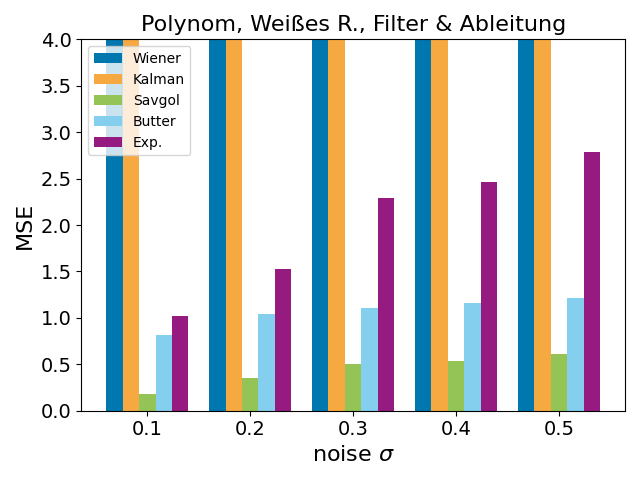 Polynom, Weißes R., Filter & Ableitung
MSE
4.0
3.5
3.0
2.5
2.0
1.5
1.0
0.5
0.0
Wiener
Kalman
Savgol
Butter
Exp.
0.1 0.2 0.3 0.4 0.5
noise σ